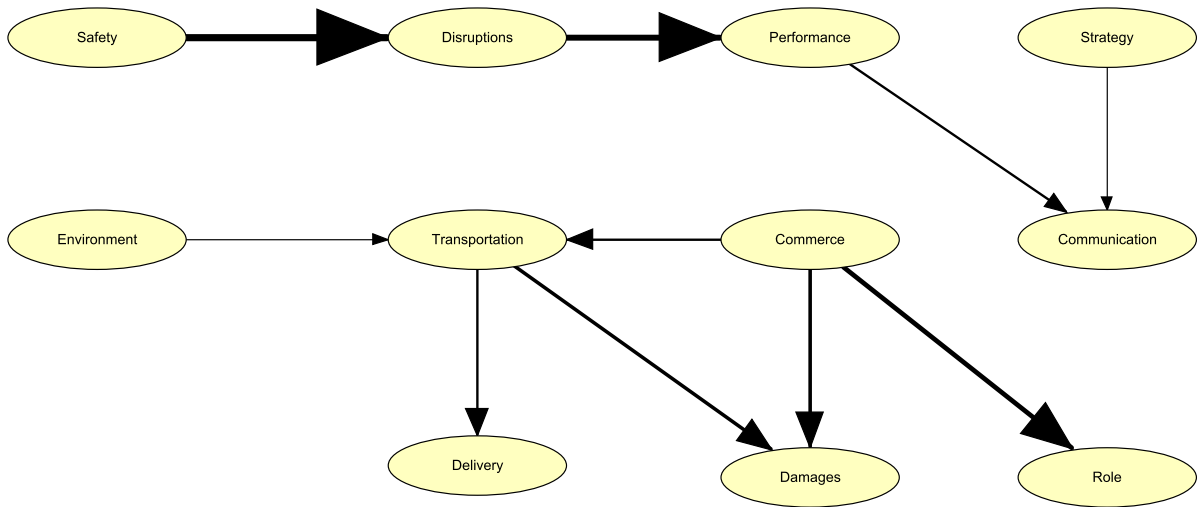 Safety
Disruptions
Performance
Strategy
Environment
Transportation
Commerce
Communication
Delivery
Damages
Role